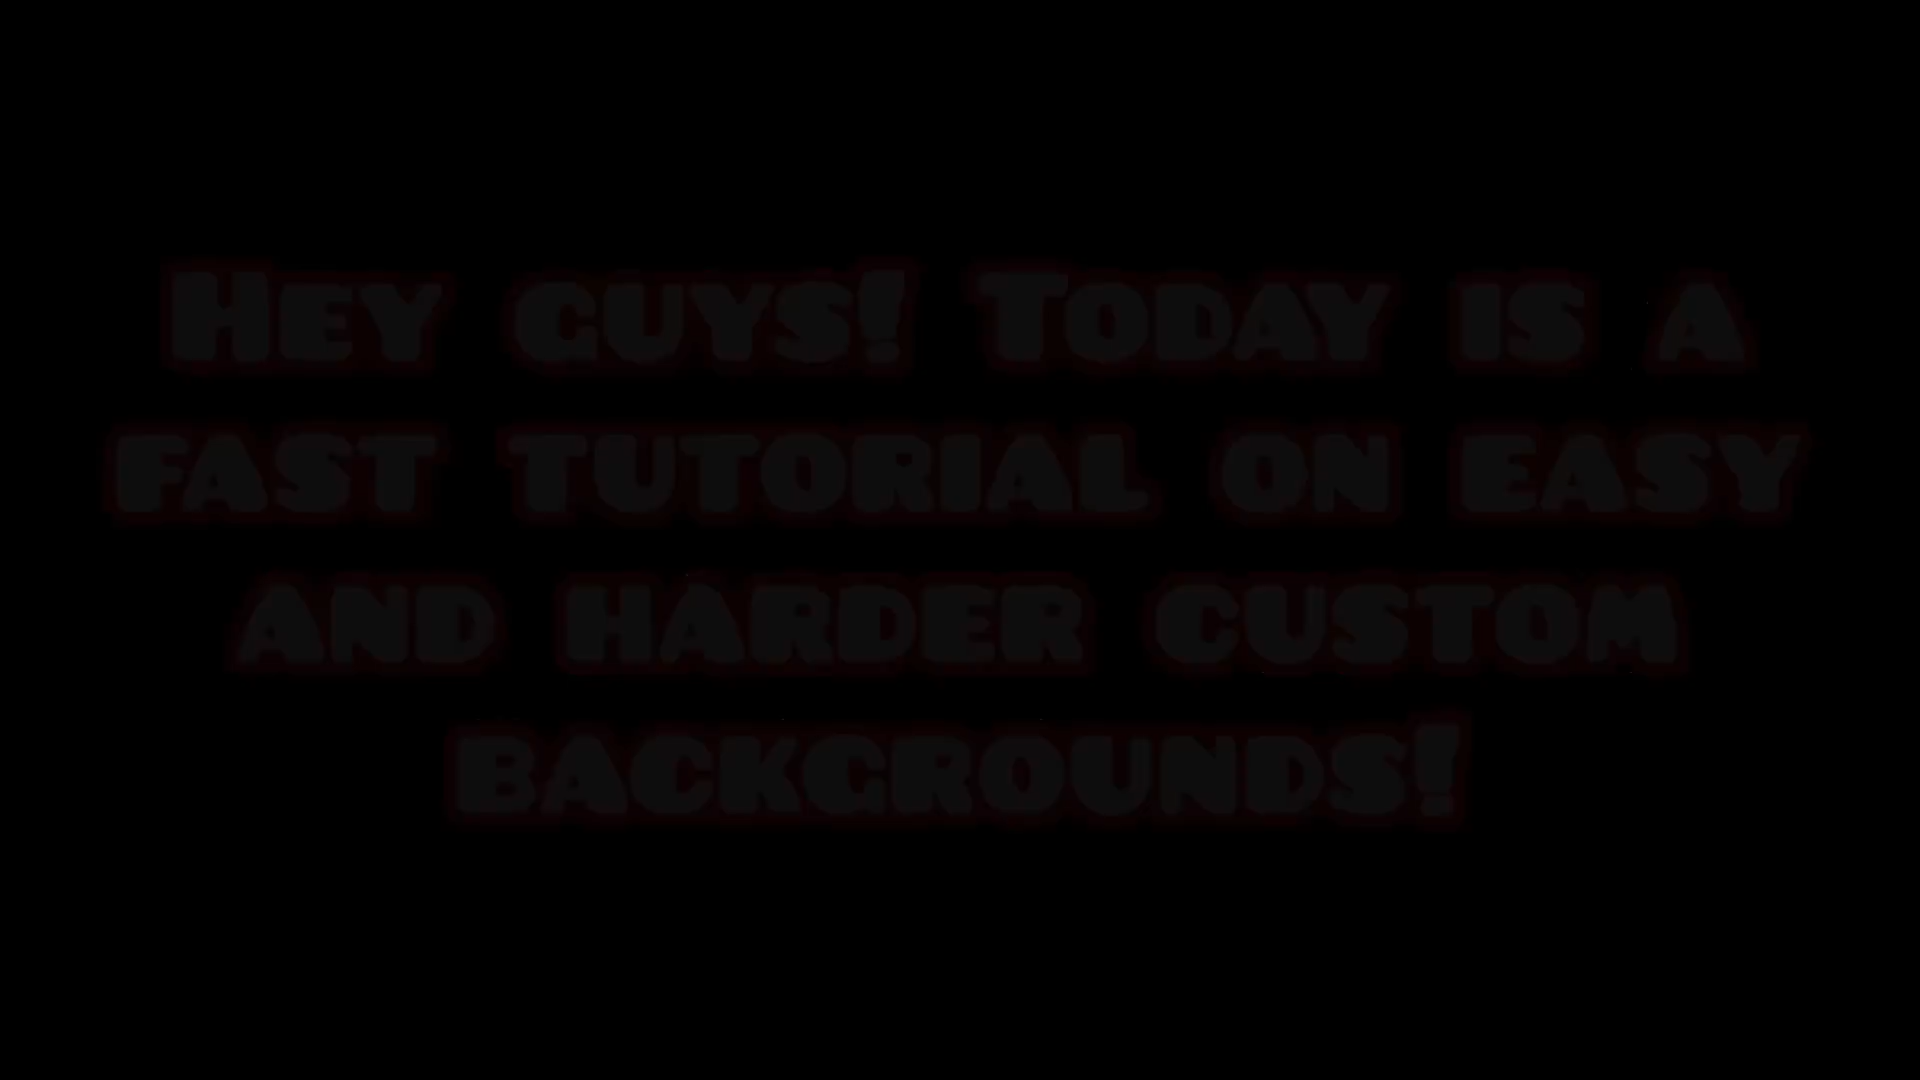 Hey guys! Today is a
fast tutorial on easy
and harder custom
backgrounds!